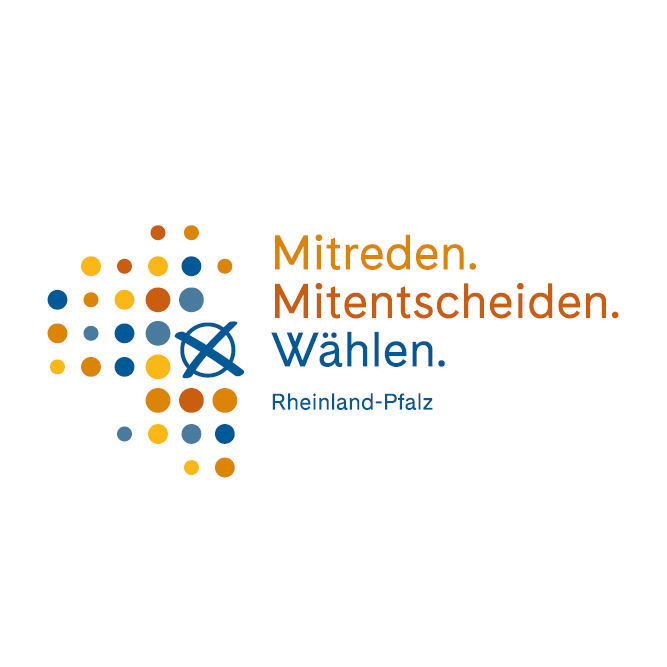 Mitreden.
Mitentscheiden.
Wählen.
Rheinland-Pfalz